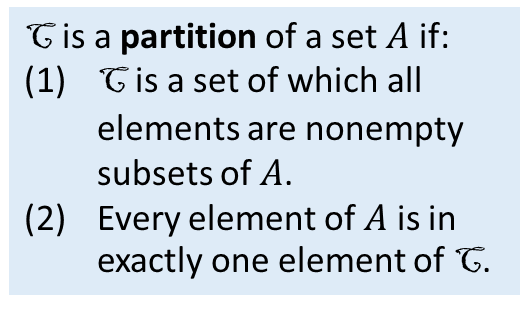 𝒯 is a partition of a set A if:
(1) 𝒯 is a set of which all
elements are nonempty
subsets of A.
(2) Every element of A is in
exactly one element of 𝒯.